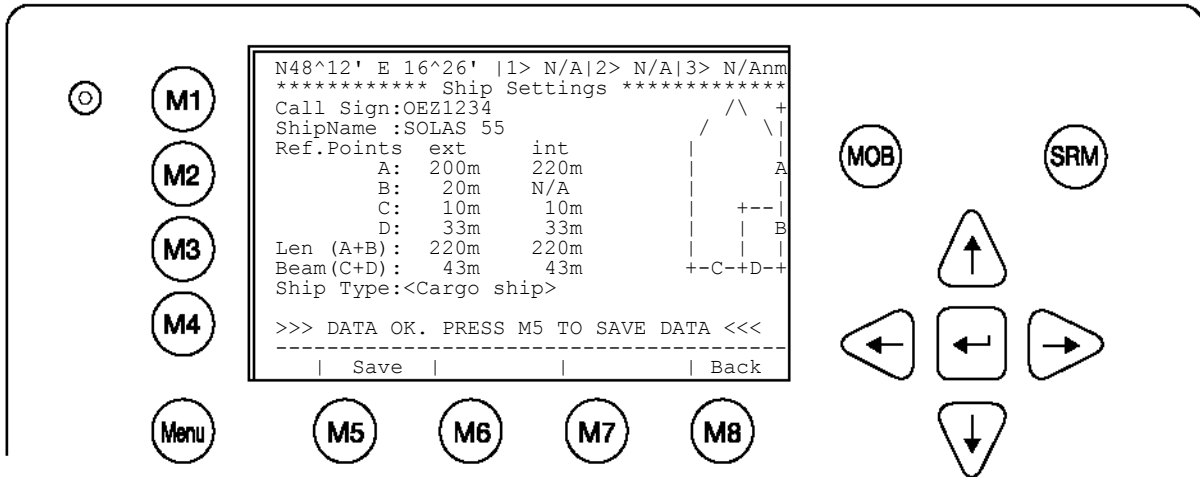 N48^12' E 16^26' |1> N/A|2> N/A|3> N/Anm
************ Ship Settings *************
Call Sign:OEZ1234 /\ +
ShipName :SOLAS 55 / \|
Ref.Points ext int | |
A: 200m 220m | A
B: 20m N/A | |
C: 10m 10m | +--|
D: 33m 33m | | B
Len (A+B): 220m 220m | | |
Beam(C+D): 43m 43m +-C-+D-+
Ship Type:<Cargo ship>
>>> DATA OK. PRESS M5 TO SAVE DATA <<<
----------------------------------------
| Save | | | Back
M1
M2
M3
M4
Menu
M5
M6
M7
M8
MOB
SRM